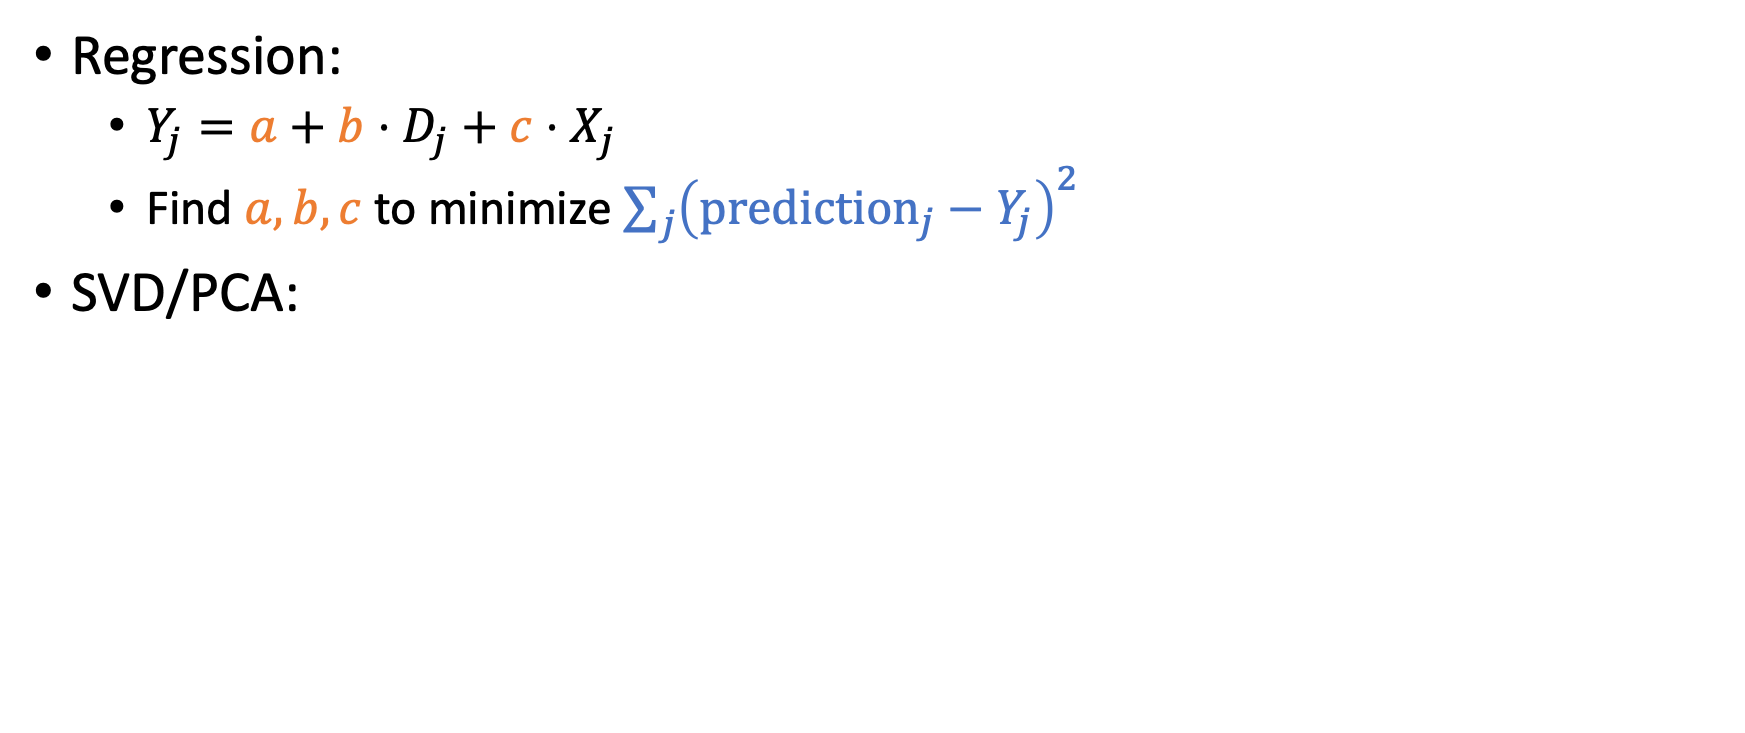 • Regression:
• Yⱼ = a + b · Dⱼ + c · Xⱼ
• Find a, b, c to minimize ∑ⱼ(predictionⱼ − Yⱼ)²
• SVD/PCA: